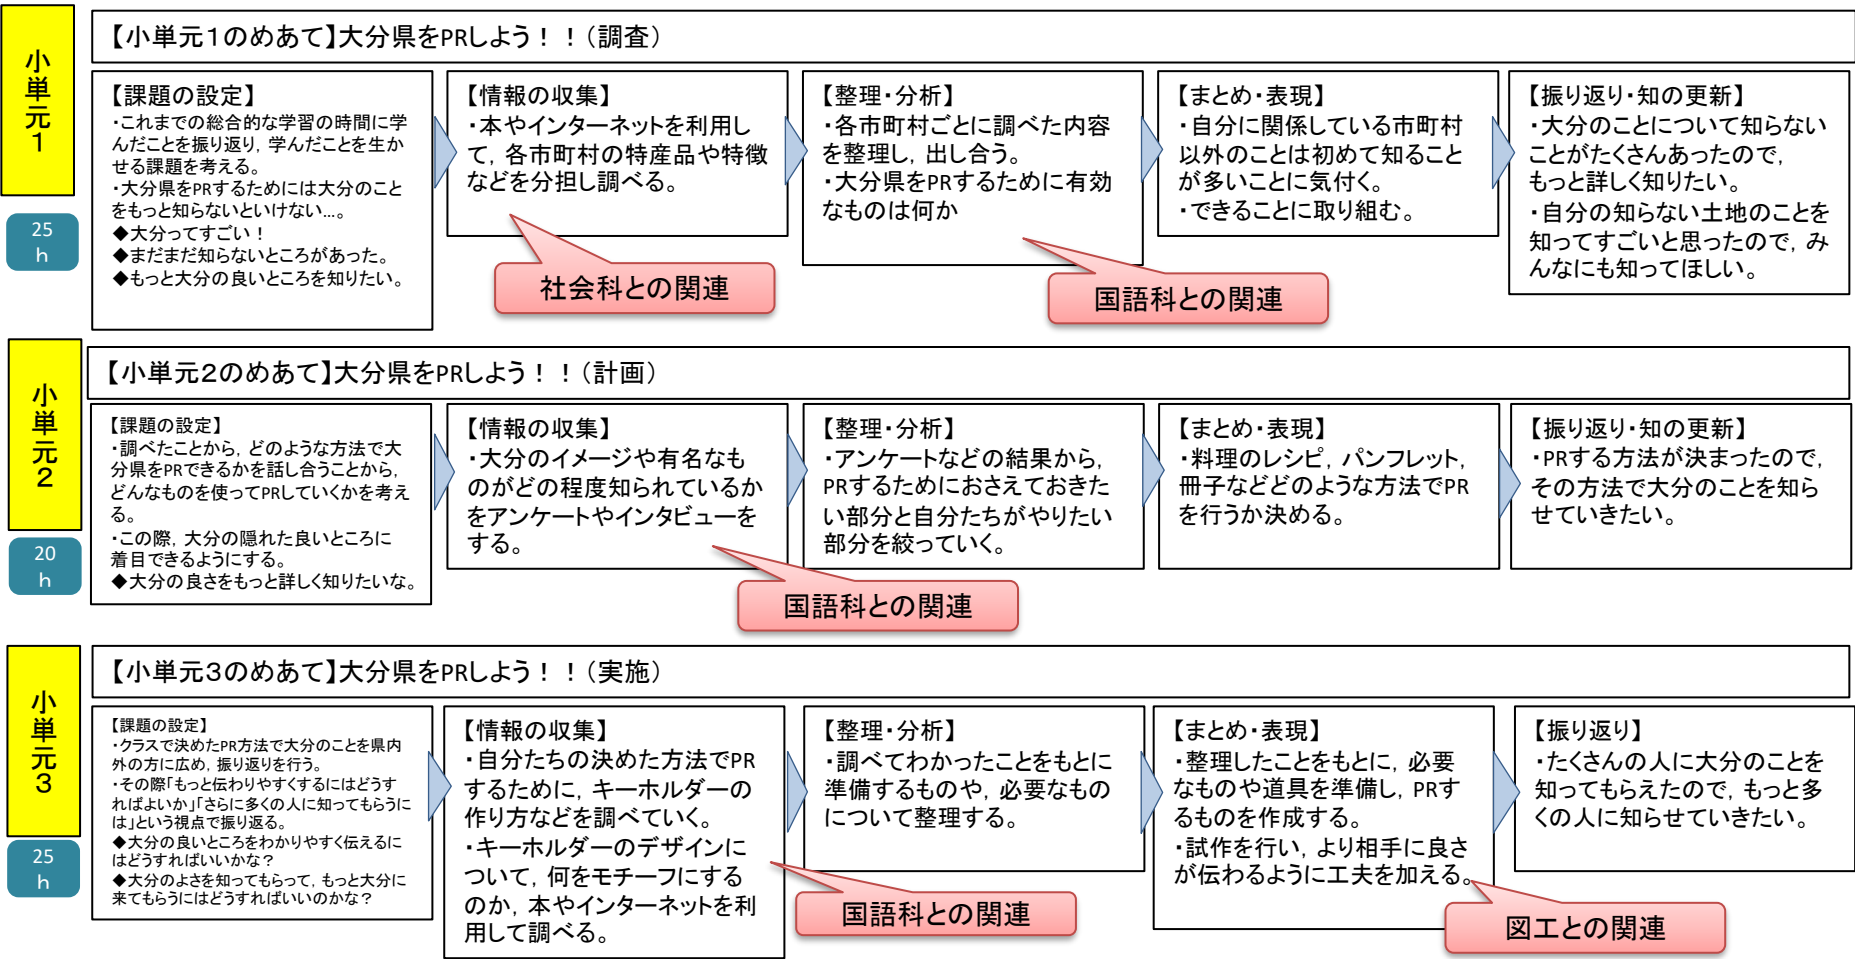 小単元1
25
h
【小単元1のめあて】大分県をPRしよう！！（調査）
【課題の設定】
・これまでの総合的な学習の時間に学
んだことを振り返り，学んだことを生か
せる課題を考える。
・大分県をPRするためには大分のこと
をもっと知らないといけない…。
◆大分ってすごい！
◆まだまだ知らないところがあった。
◆もっと大分の良いところを知りたい。
【情報の収集】
・本やインターネットを利用し
て，各市町村の特産品や特徴
などを分担し調べる。
社会科との関連
【整理・分析】
・各市町村ごとに調べた内容
を整理し，出し合う。
・大分県をPRするために有効
なものは何か
国語科との関連
【まとめ・表現】
・自分に関係している市町村
以外のことは初めて知ること
が多いことに気付く。
・できることに取り組む。
【振り返り・知の更新】
・大分のことについて知らない
ことがたくさんあったので，
もっと詳しく知りたい。
・自分の知らない土地のことを
知ってすごいと思ったので，み
んなにも知ってほしい。
小単元2
20
h
【小単元2のめあて】大分県をPRしよう！！（計画）
【課題の設定】
・調べたことから，どのような方法で大
分県をPRできるかを話し合うことから，
どんなものを使ってPRしていくかを考え
る。
・この際，大分の隠れた良いところに
着目できるようにする。
◆大分の良さをもっと詳しく知りたいな。
【情報の収集】
・大分のイメージや有名なも
のがどの程度知られているか
をアンケートやインタビューを
する。
国語科との関連
【整理・分析】
・アンケートなどの結果から，
PRするためにおさえておきた
い部分と自分たちがやりたい
部分を絞っていく。
【まとめ・表現】
・料理のレシピ，パンフレット，
冊子などどのような方法でPR
を行うか決める。
【振り返り・知の更新】
・PRする方法が決まったので，
その方法で大分のことを知ら
せていきたい。
小単元3
25
h
【小単元3のめあて】大分県をPRしよう！！（実施）
【課題の設定】
・クラスで決めたPR方法で大分のことを県内
外の方に広め，振り返りを行う。
・その際「もっと伝わりやすくするにはどうす
ればよいか」「さらに多くの人に知ってもらうに
は」という視点で振り返る。
◆大分の良いところをわかりやすく伝えるに
はどうすればいいかな？
◆大分のよさを知ってもらって，もっと大分に
来てもらうにはどうすればいいのかな？
【情報の収集】
・自分たちの決めた方法でPR
するために，キーホルダーの
作り方などを調べていく。
・キーホルダーのデザインに
ついて，何をモチーフにする
のか，本やインターネットを利
用して調べる。
国語科との関連
【整理・分析】
・調べてわかったことをもとに
準備するものや，必要なもの
について整理する。
【まとめ・表現】
・整理したことをもとに，必要
なものや道具を準備し，PRす
るものを作成する。
・試作を行い，より相手に良さ
が伝わるように工夫を加える。
図工との関連
【振り返り】
・たくさんの人に大分のことを
知ってもらえたので，もっと多
くの人に知らせていきたい。